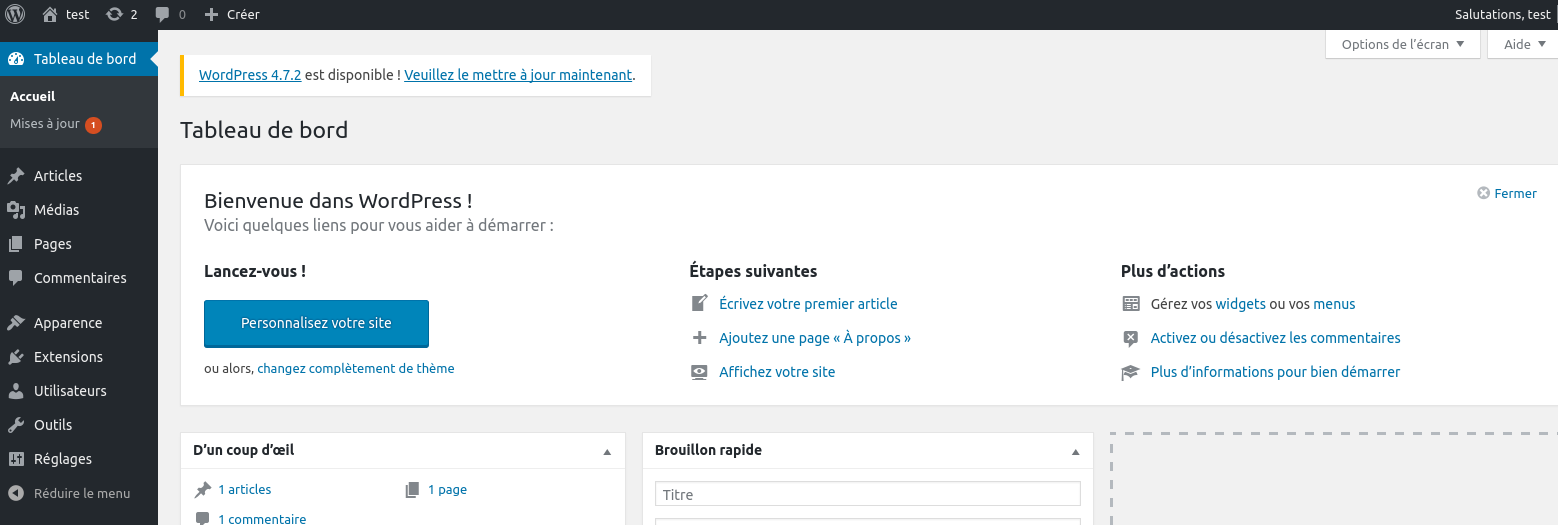 test 2 0 Créer Salutations, test
Tableau de bord
Accueil
Mises à jour 1
Articles
Médias
Pages
Commentaires
Apparence
Extensions
Utilisateurs
Outils
Réglages
Réduire le menu
Options de l’écran Aide
WordPress 4.7.2 est disponible ! Veuillez le mettre à jour maintenant.
Tableau de bord
Bienvenue dans WordPress !
Fermer
Voici quelques liens pour vous aider à démarrer :
Lancez-vous !
Personnalisez votre site
ou alors, changez complètement de thème
Étapes suivantes
Écrivez votre premier article
Ajoutez une page « À propos »
Affichez votre site
Plus d’actions
Gérez vos widgets ou vos menus
Activez ou désactivez les commentaires
Plus d’informations pour bien démarrer
D’un coup d’œil
1 articles 1 page
1 commentaire
Brouillon rapide
Titre